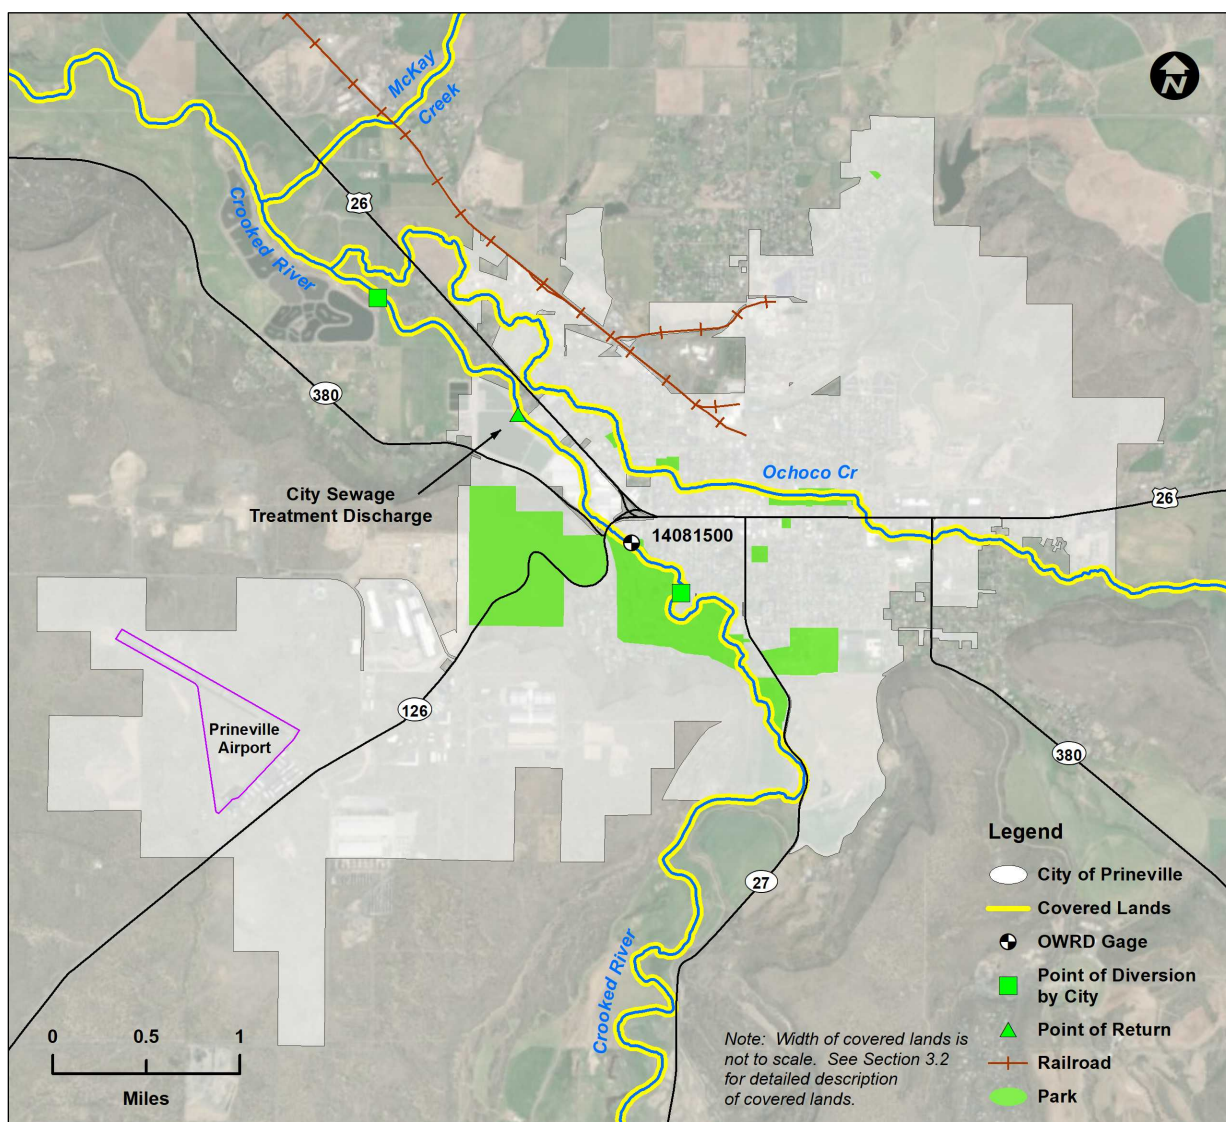 McKay
Creek
N
26
Crooked River
380
City Sewage
Treatment Discharge
Ochoco Cr
26
14081500
126
Prineville
Airport
380
27
Crooked River
0 0.5 1
Miles
Note: Width of covered lands is
not to scale. See Section 3.2
for detailed description
of covered lands.
Legend
City of Prineville
Covered Lands
OWRD Gage
Point of Diversion
by City
Point of Return
Railroad
Park